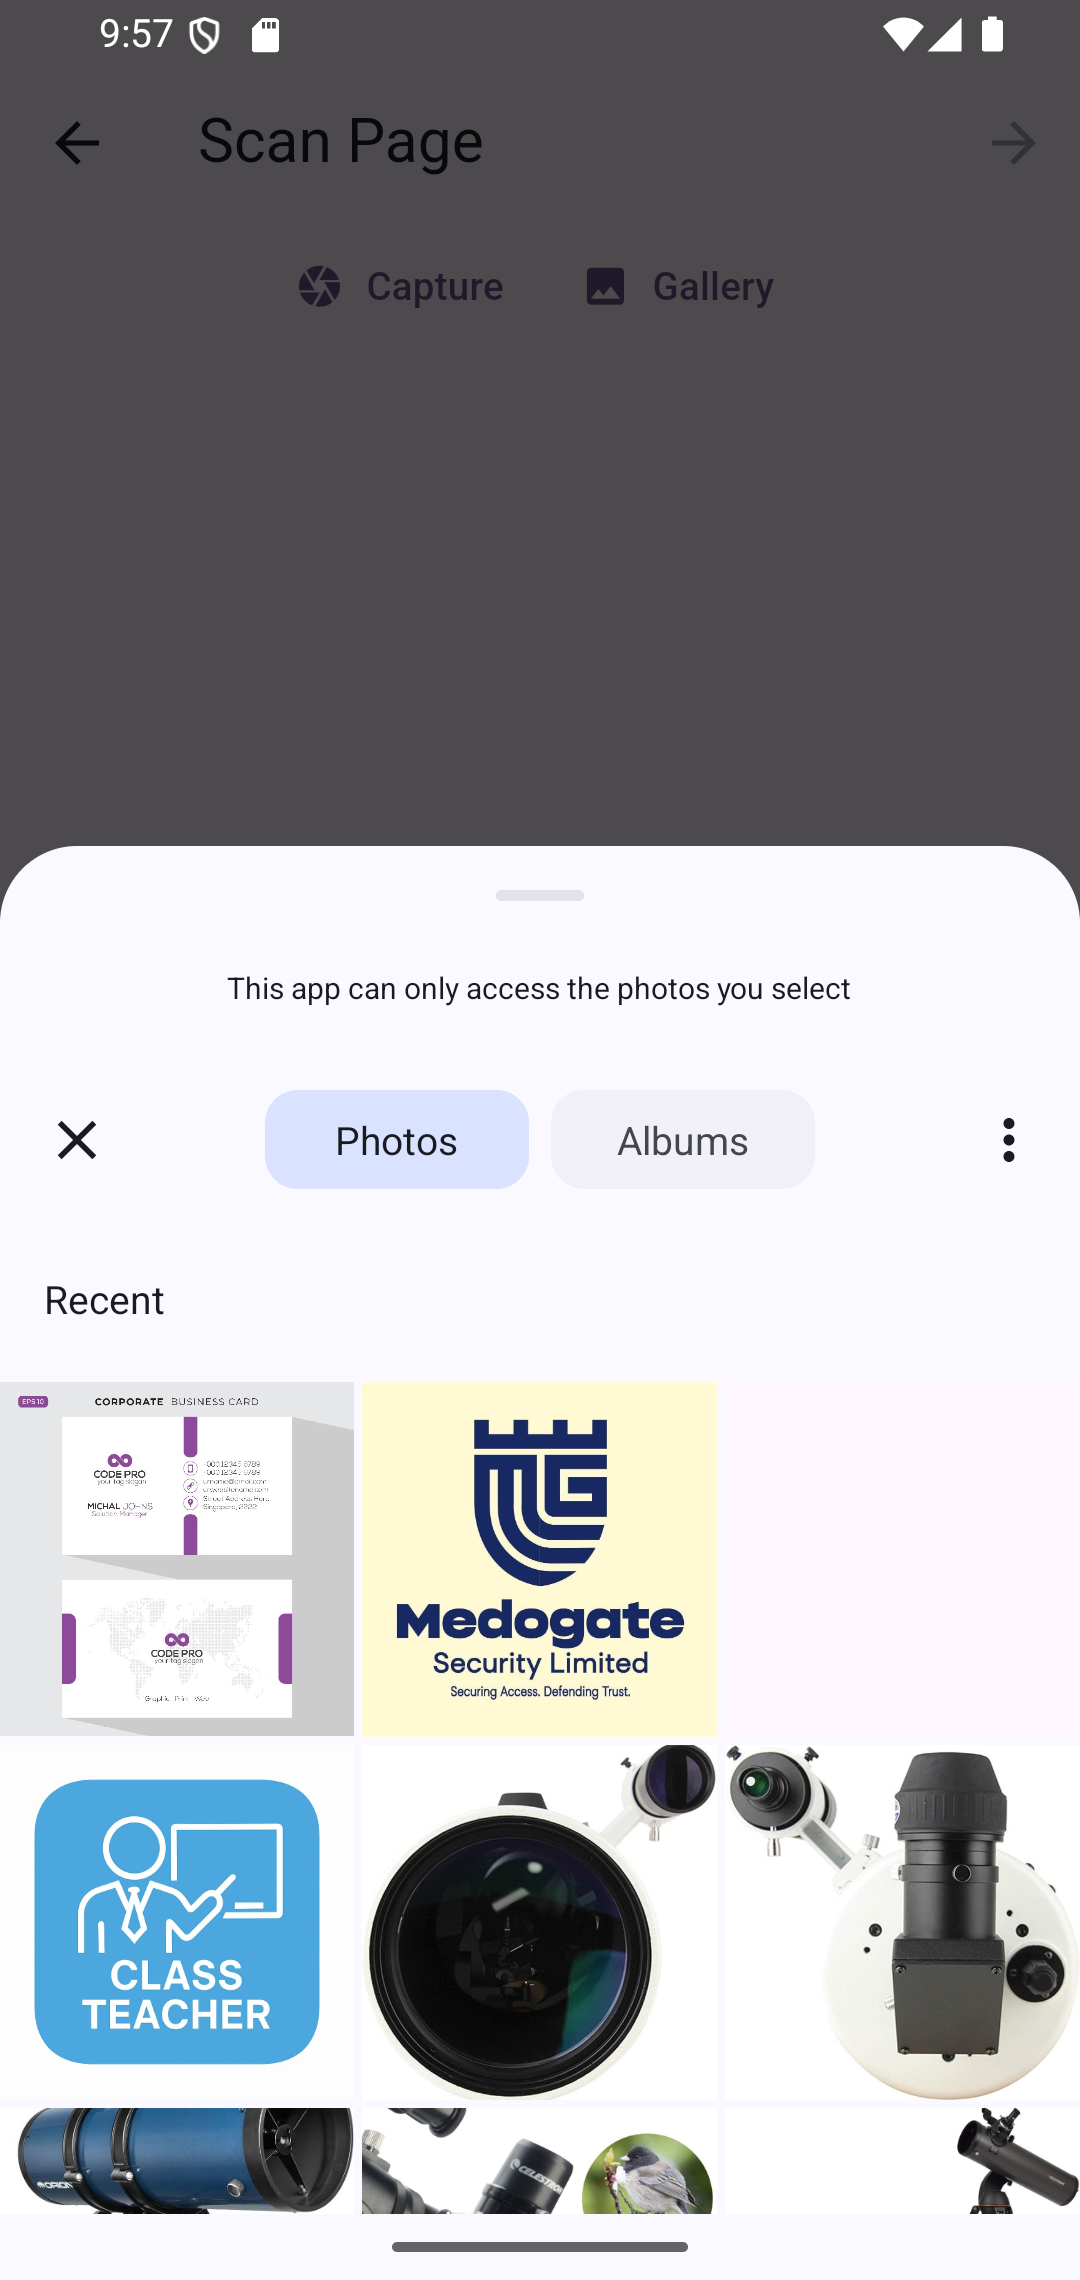 9:57
Scan Page
Capture
Gallery
This app can only access the photos you select
Photos
Albums
Recent
EPS 10
CORPORATE BUSINESS CARD
CODE PRO
your tag slogan
MICHAL JOHNS
Solution Manager
Singapore, 2222
CODE PRO
your tag slogan
Medogate
Security Limited
Securing Access. Defending Trust.
CLASS
TEACHER
ORION
CELESTRON